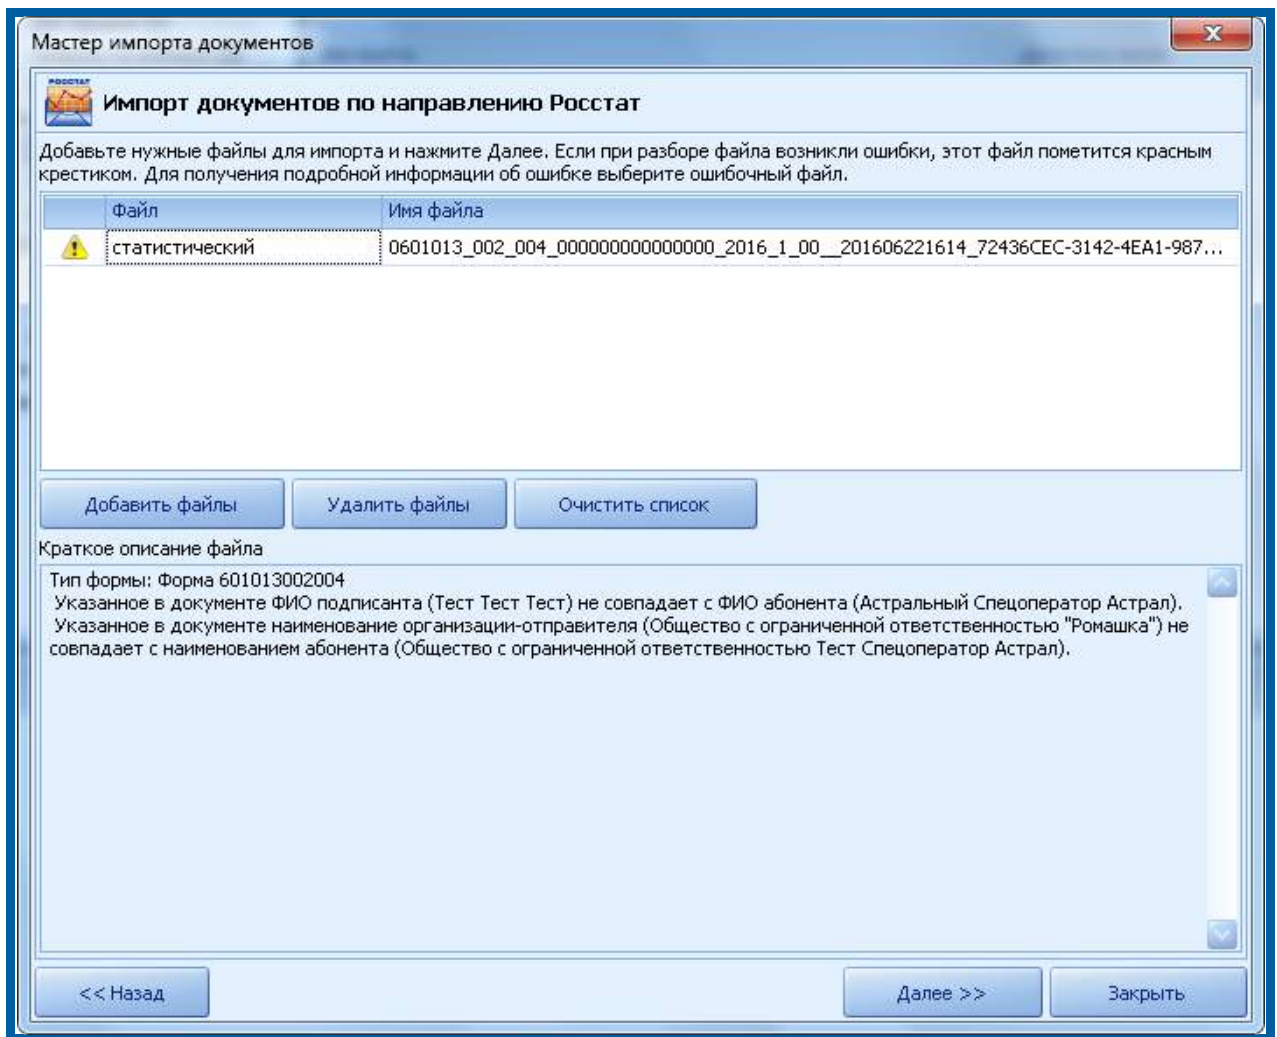 Мастер импорта документов
X
РОССТАТ
Импорт документов по направлению Росстат
Добавьте нужные файлы для импорта и нажмите Далее. Если при разборе файла возникли ошибки, этот файл пометится красным
крестиком. Для получения подробной информации об ошибке выберите ошибочный файл.
Файл Имя файла
статистический 0601013_002_004_000000000000000_2016_1_00__201606221614_72436CEC-3142-4EA1-987...
Добавить файлы Удалить файлы Очистить список
Краткое описание файла
Тип формы: Форма 601013002004
Указанное в документе ФИО подписанта (Тест Тест Тест) не совпадает с ФИО абонента (Астральный Спецоператор Астрал).
Указанное в документе наименование организации-отправителя (Общество с ограниченной ответственностью "Ромашка") не
совпадает с наименованием абонента (Общество с ограниченной ответственностью Тест Спецоператор Астрал).
<< Назад Далее >> Закрыть